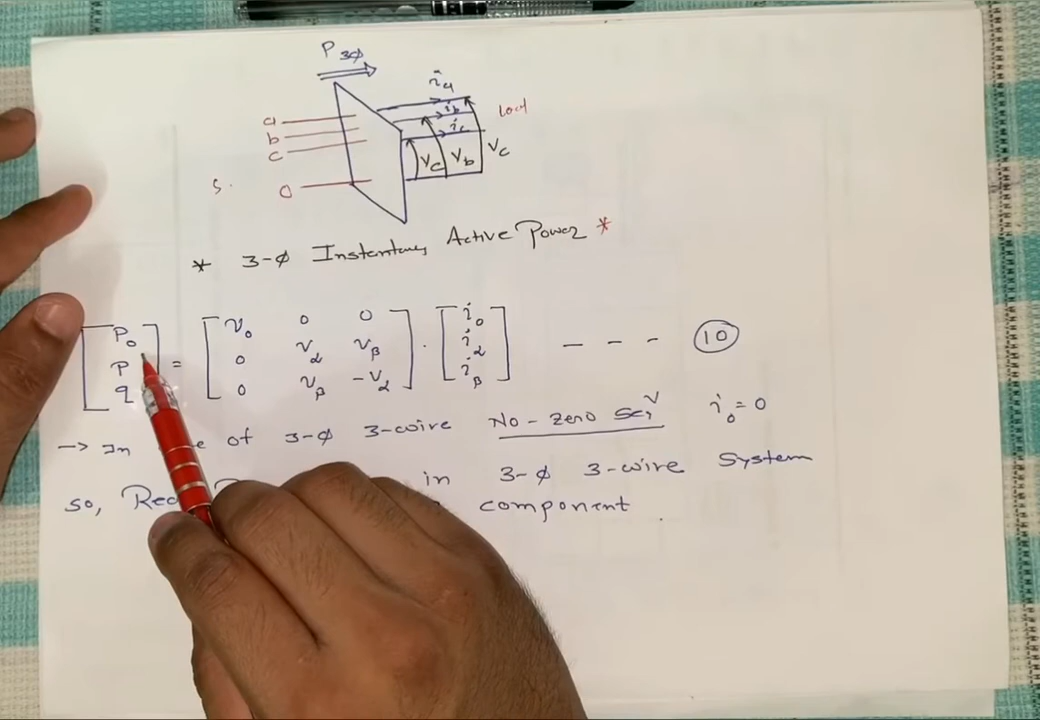 P3φ
ia
a
ib
Load
b
ic
c
Vc Vb Vc
s.
0
* 3-φ Instantaneous Active Power *
[P0 p q] = [v0 0 0; 0 vα vβ; 0 vβ -vα] · [i0 iα iβ] - - - 10
→ In of 3-φ 3-wire No-zero i0=0
so, in 3-φ 3-wire System
component